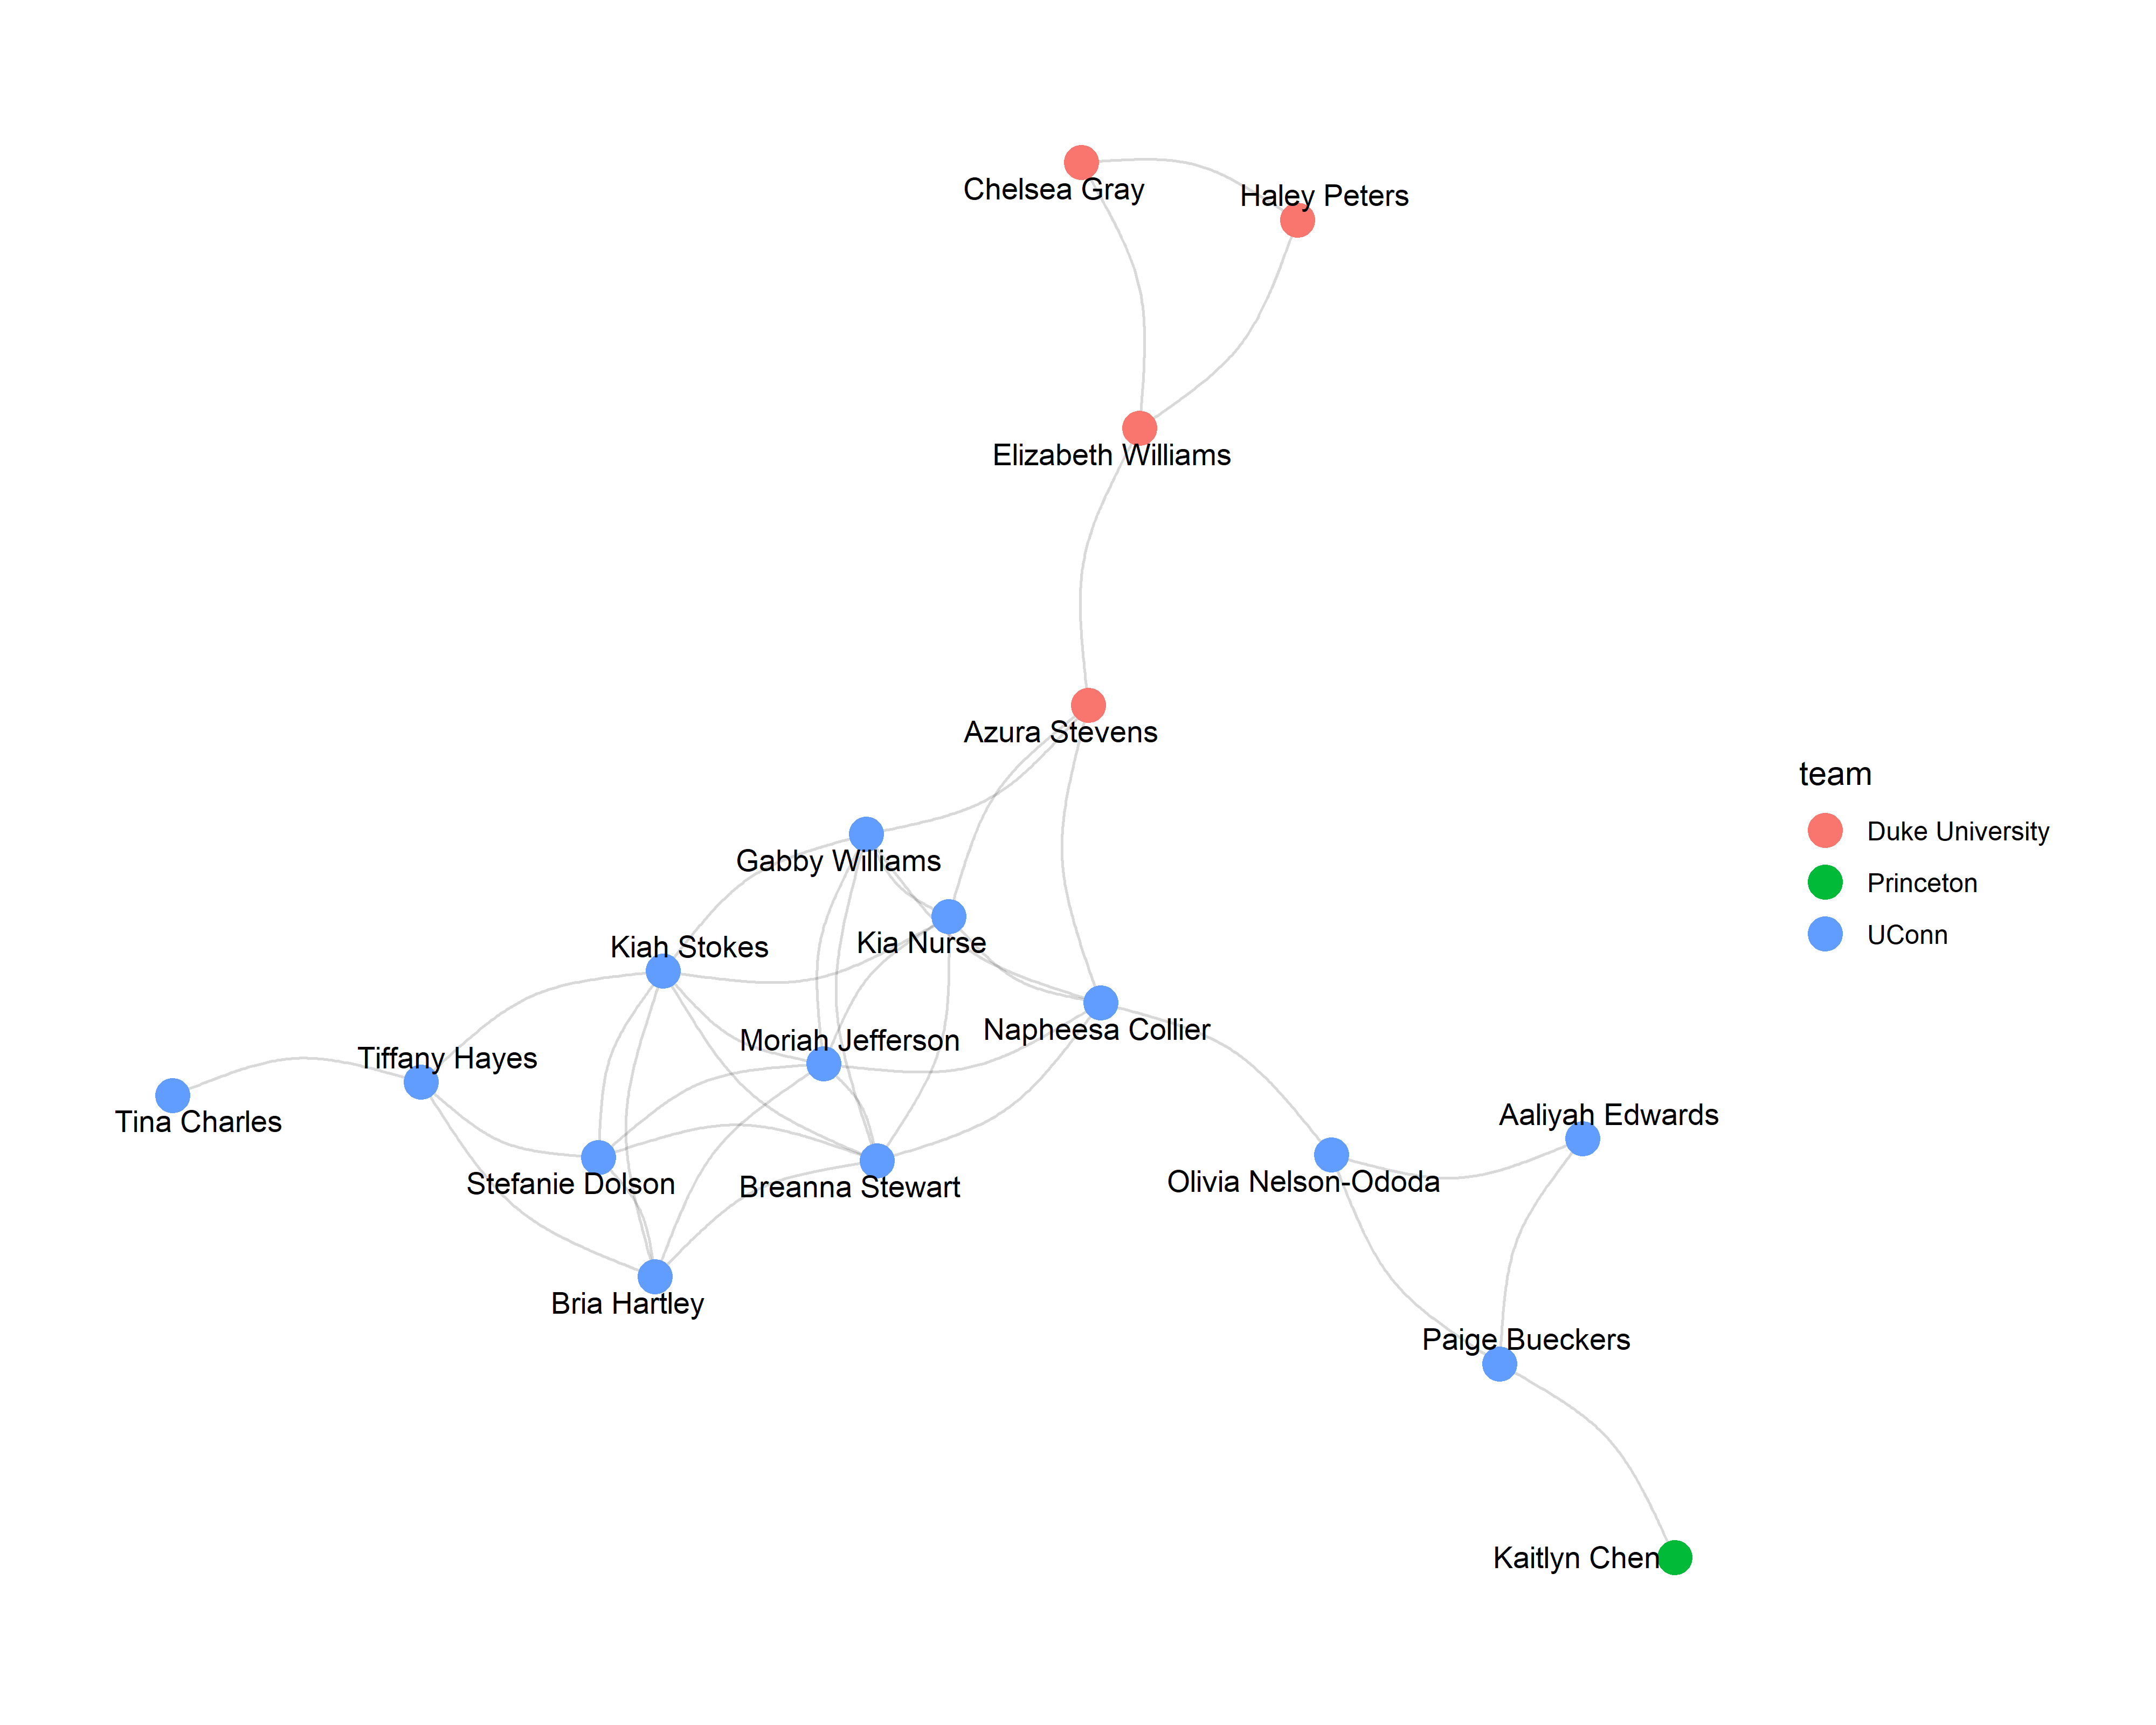 Chelsea Gray
Haley Peters
Elizabeth Williams
Azura Stevens
team
Duke University
Princeton
UConn
Gabby Williams
Kia Nurse
Kiah Stokes
Napheesa Collier
Moriah Jefferson
Tiffany Hayes
Tina Charles
Aaliyah Edwards
Olivia Nelson-Ododa
Stefanie Dolson
Breanna Stewart
Bria Hartley
Paige Bueckers
Kaitlyn Chen